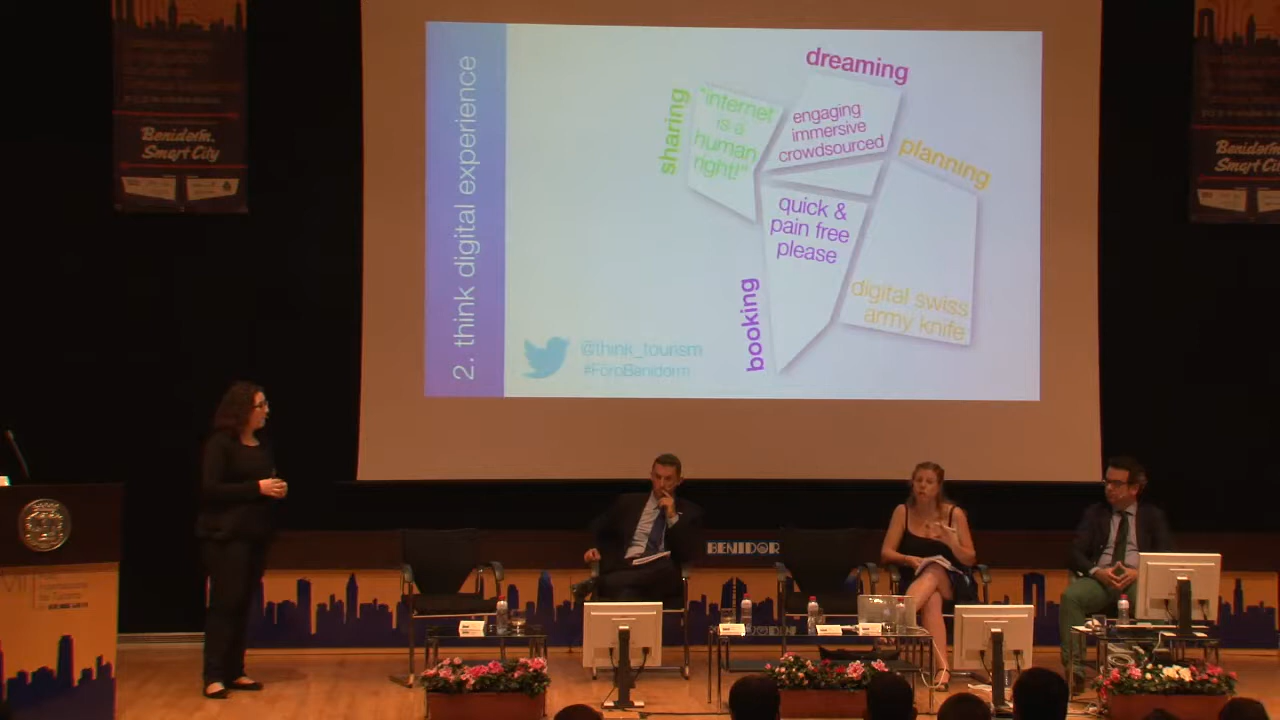 2. think digital experience
dreaming
sharing
"internet
is a
human
right!"
engaging
immersive
crowdsourced
planning
quick &
pain free
please
booking
digital swiss
army knife
@think_tourism
#ForoBenidorm
Benidorm,
Smart City
Benidorm,
Smart City
BENIDOR